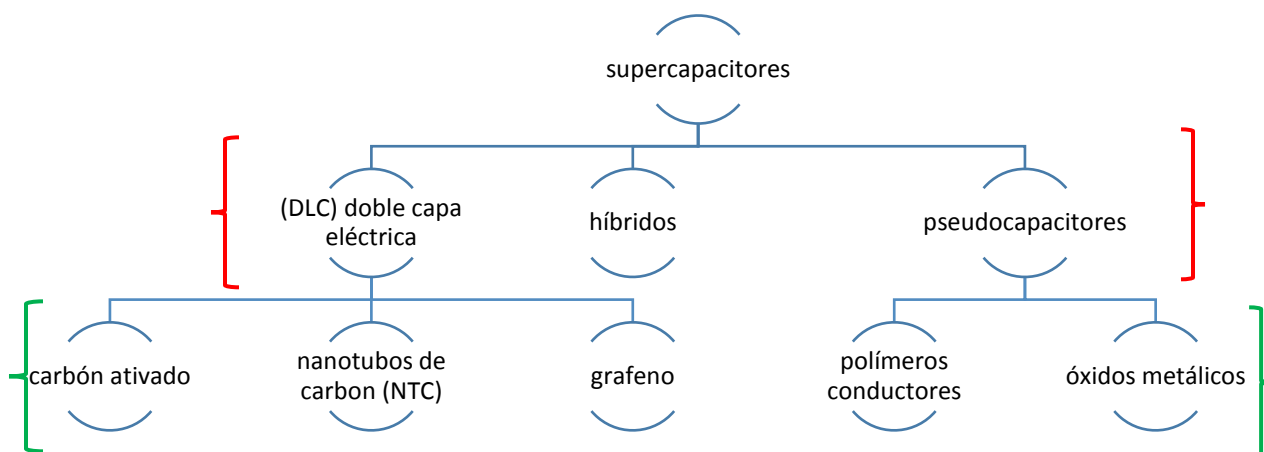 supercapacitores
(DLC) doble capa
eléctrica
híbridos
pseudocapacitores
carbón ativado
nanotubos de
carbon (NTC)
grafeno
polímeros
conductores
óxidos metálicos